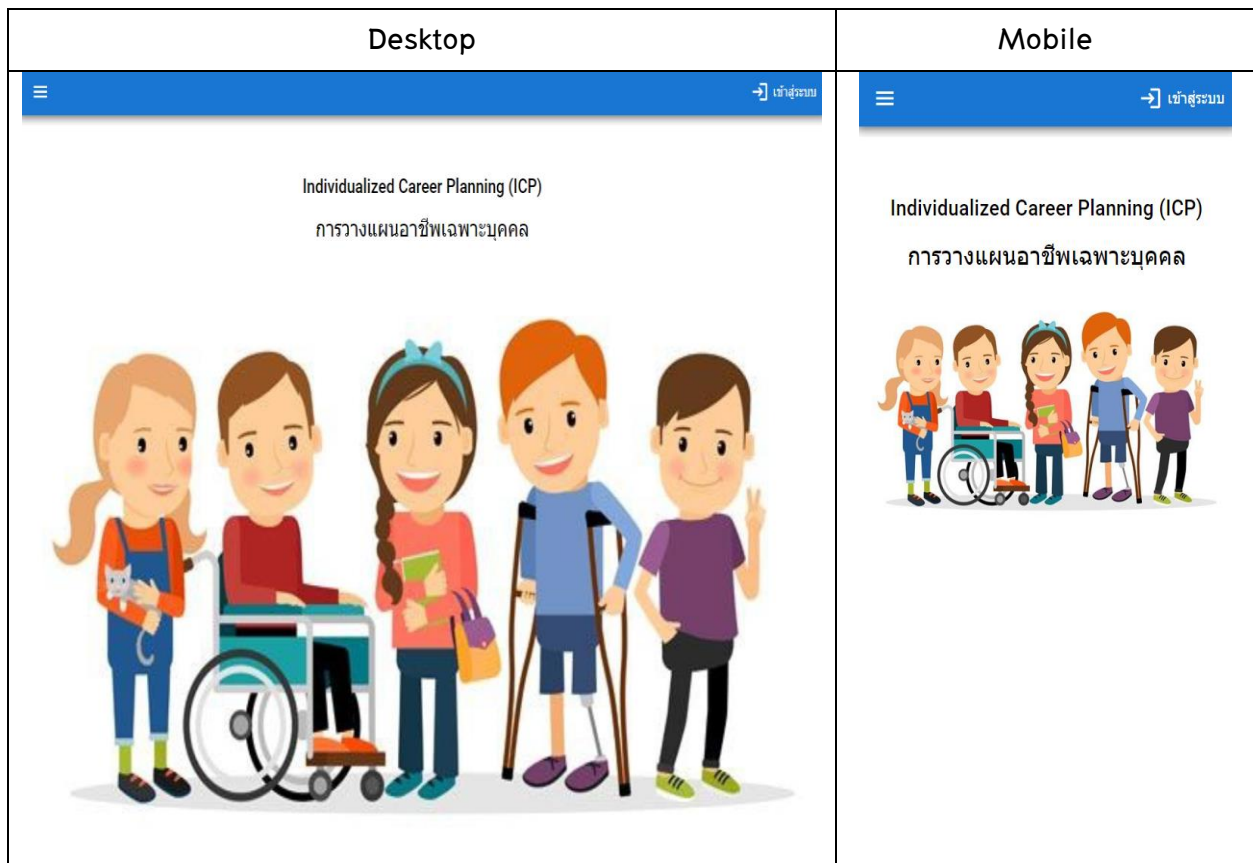 Desktop
Mobile
เข้าสู่ระบบ
Individualized Career Planning (ICP)
การวางแผนอาชีพเฉพาะบุคคล
เข้าสู่ระบบ
Individualized Career Planning (ICP)
การวางแผนอาชีพเฉพาะบุคคล